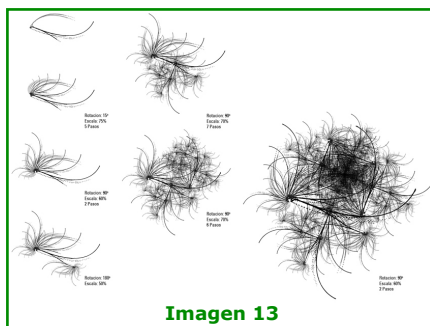 Rotacion: 15º
Escala: 75%
5 Pasos
Rotacion: 90º
Escala: 60%
2 Pasos
Rotacion: 100º
Escala: 50%
Rotacion: 90º
Escala: 70%
7 Pasos
Rotacion: 90º
Escala: 70%
6 Pasos
Rotacion: 90º
Escala: 60%
3 Pasos
Imagen 13